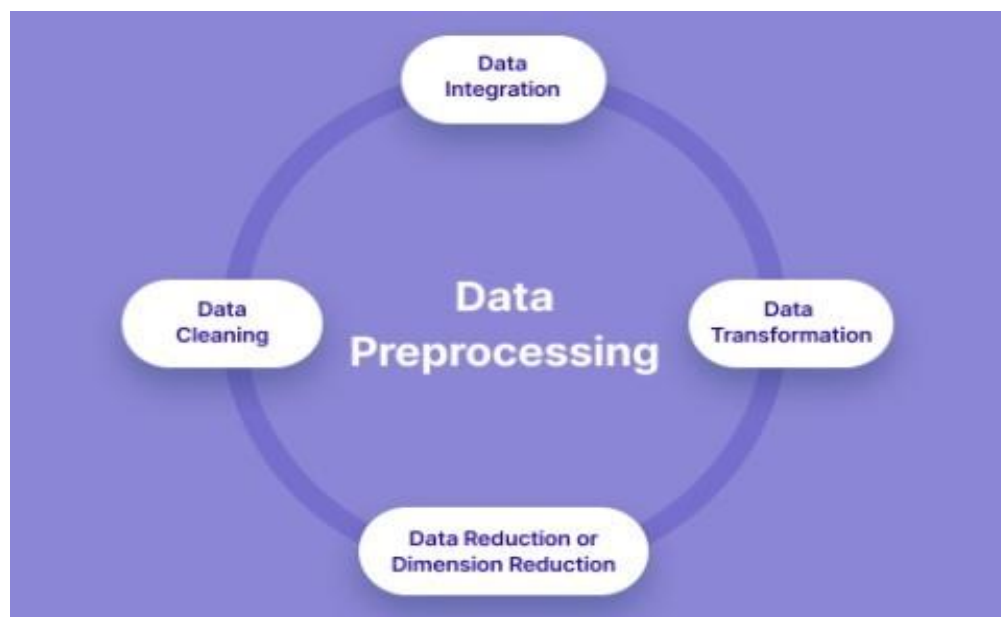 Data
Integration
Data
Cleaning
Data
Preprocessing
Data
Transformation
Data Reduction or
Dimension Reduction